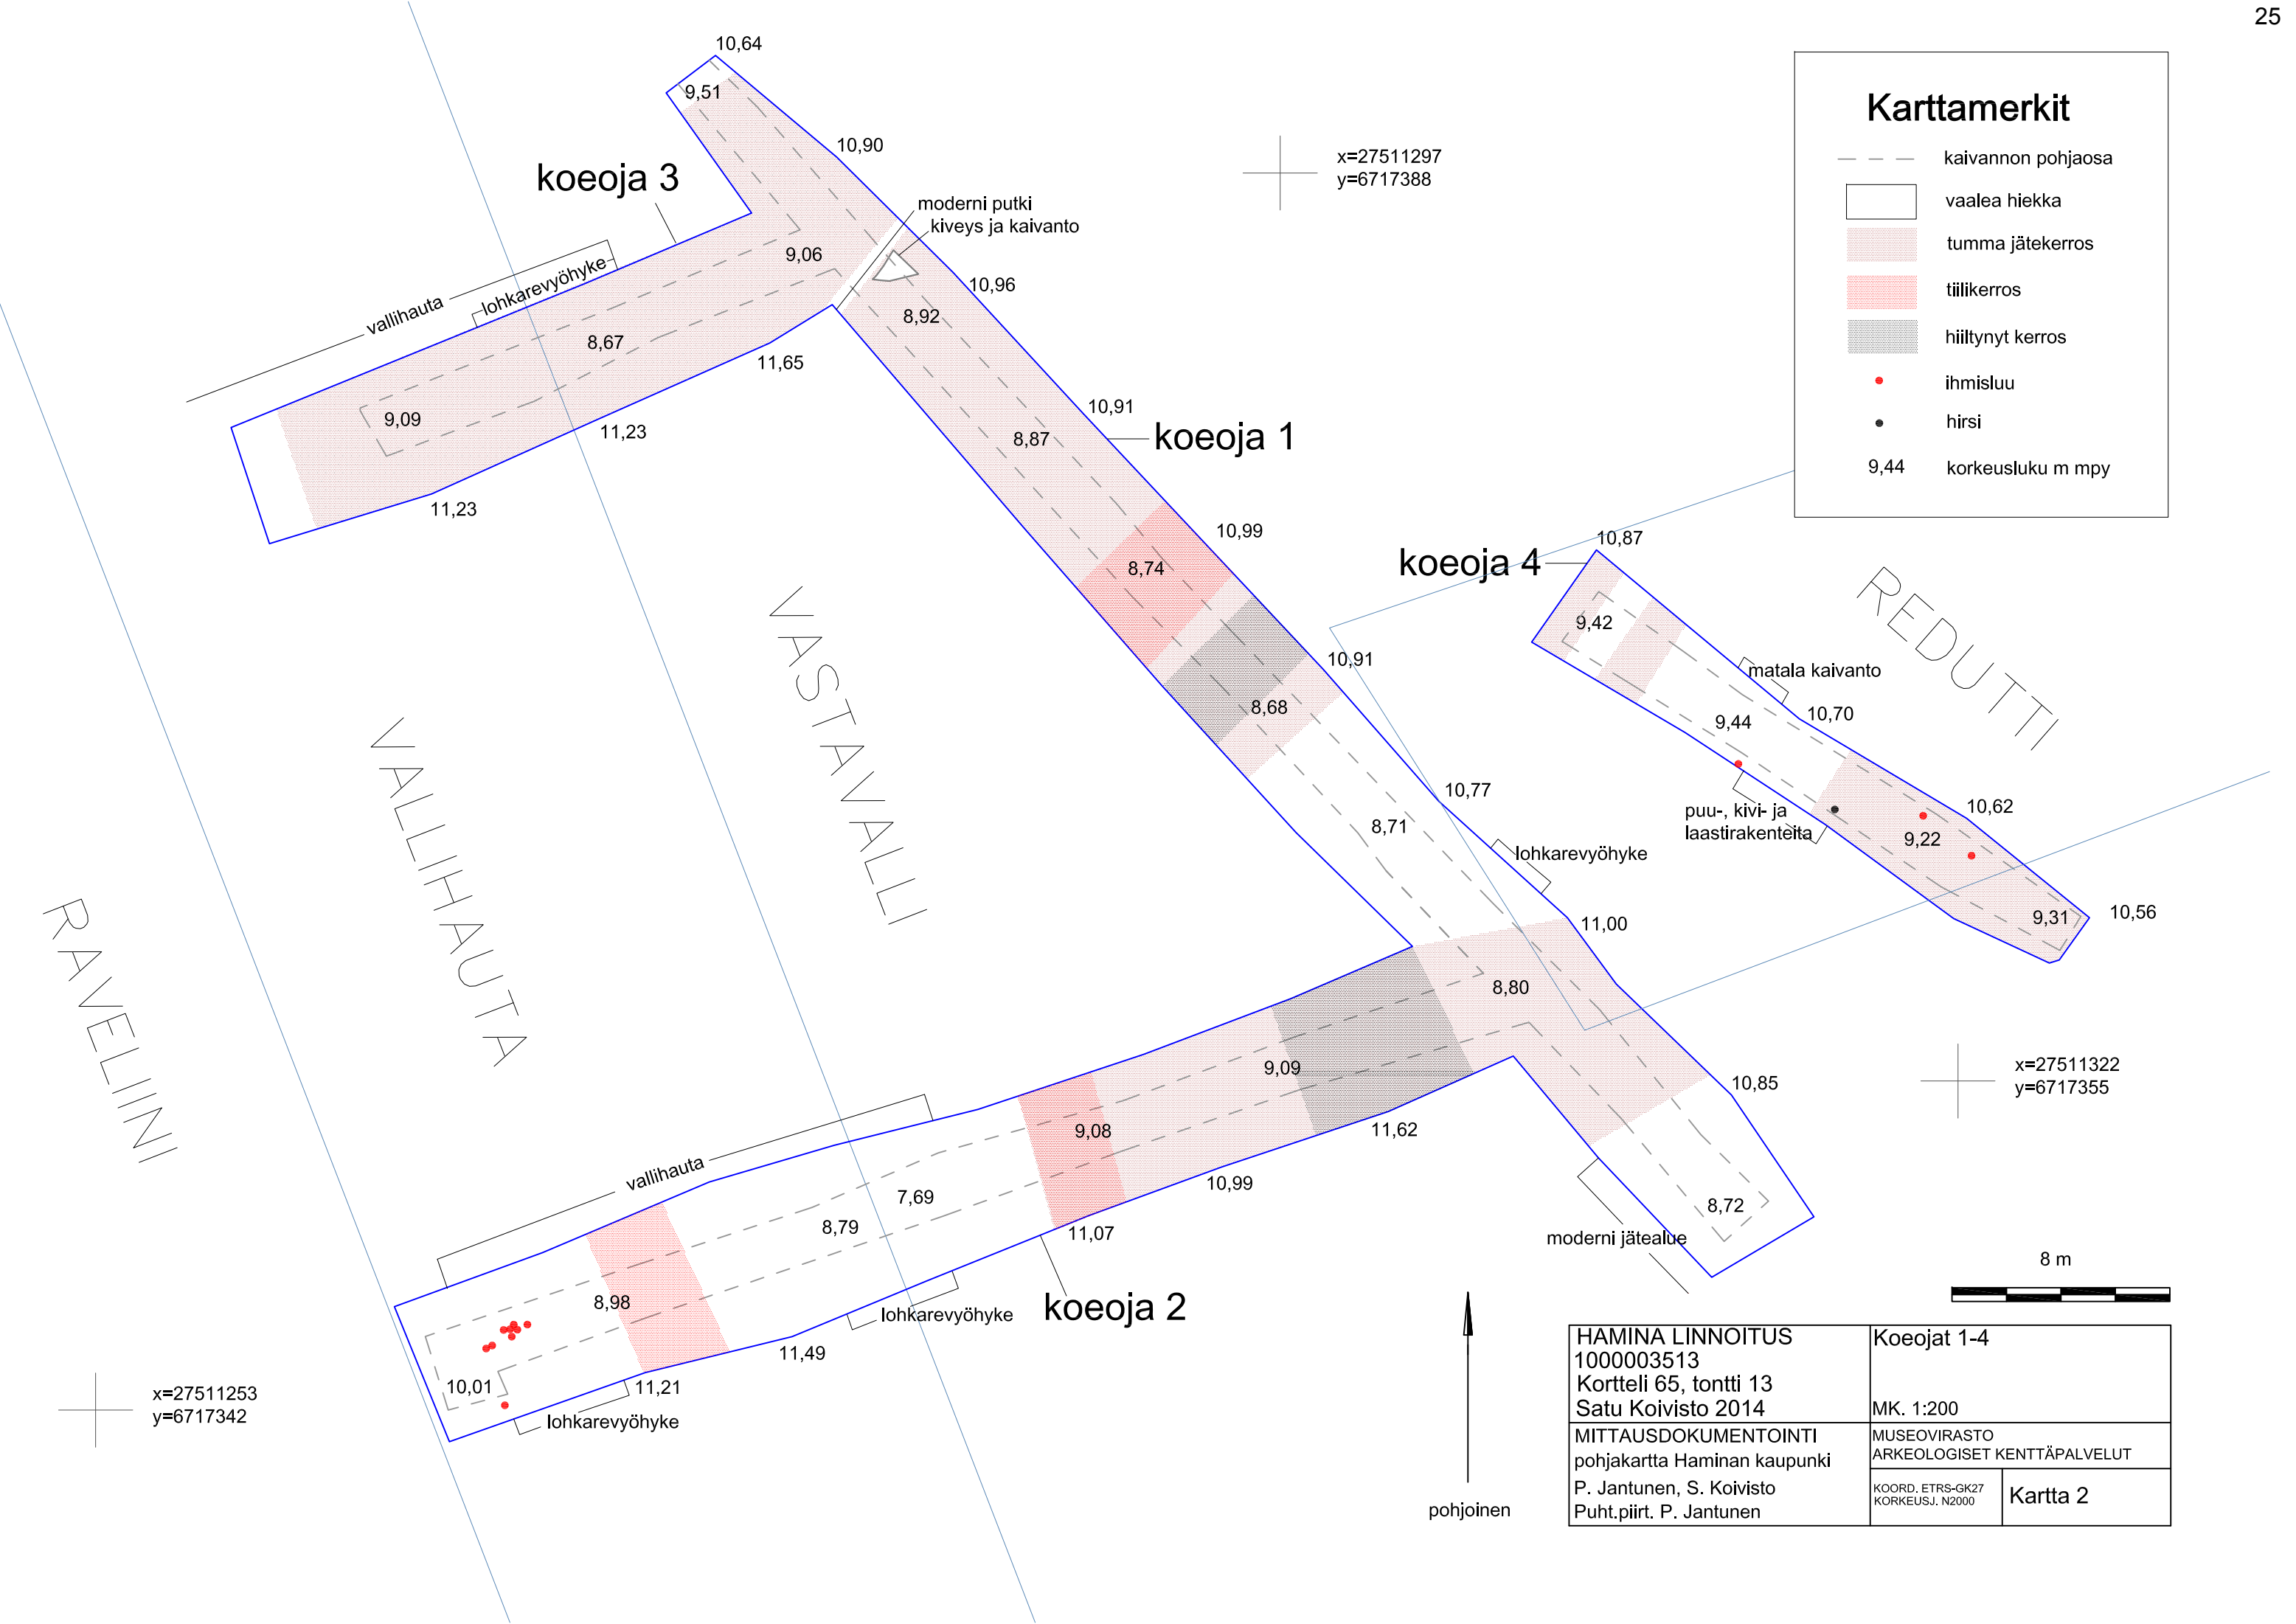 25
10,64
9,51
10,90
koeoja 3
moderni putki
kiveys ja kaivanto
x=27511297
y=6717388
Karttamerkit
kaivannon pohjaosa
vaalea hiekka
tumma jätekerros
tiilikerros
hiiltynyt kerros
ihmisluu
hirsi
9,44 korkeusluku m mpy
9,06
10,96
vallihauta
lohkarevyöhyke
8,92
8,67
11,65
9,09
11,23
11,23
10,91
8,87
koeoja 1
10,99
8,74
10,91
8,68
koeoja 4
10,87
9,42
REDUTTI
matala kaivanto
10,70
9,44
puu-, kivi- ja
laastirakenteita
10,62
9,22
9,31
10,56
VASTAVALLI
VALLIHAUTA
RAVELIINI
10,77
8,71
lohkarevyöhyke
11,00
8,80
10,85
x=27511322
y=6717355
9,09
11,62
9,08
10,99
11,07
vallihauta
7,69
8,79
8,98
8,72
moderni jätealue
lohkarevyöhyke
koeoja 2
11,49
11,21
10,01
lohkarevyöhyke
x=27511253
y=6717342
8 m
pohjoinen
HAMINA LINNOITUS
1000003513
Kortteli 65, tontti 13
Satu Koivisto 2014
Koeojat 1-4
MK. 1:200
MITTAUSDOKUMENTOINTI
pohjakartta Haminan kaupunki
P. Jantunen, S. Koivisto
Puht.piirt. P. Jantunen
MUSEOVIRASTO
ARKEOLOGISET KENTTÄPALVELUT
KOORD. ETRS-GK27
KORKEUSJ. N2000
Kartta 2